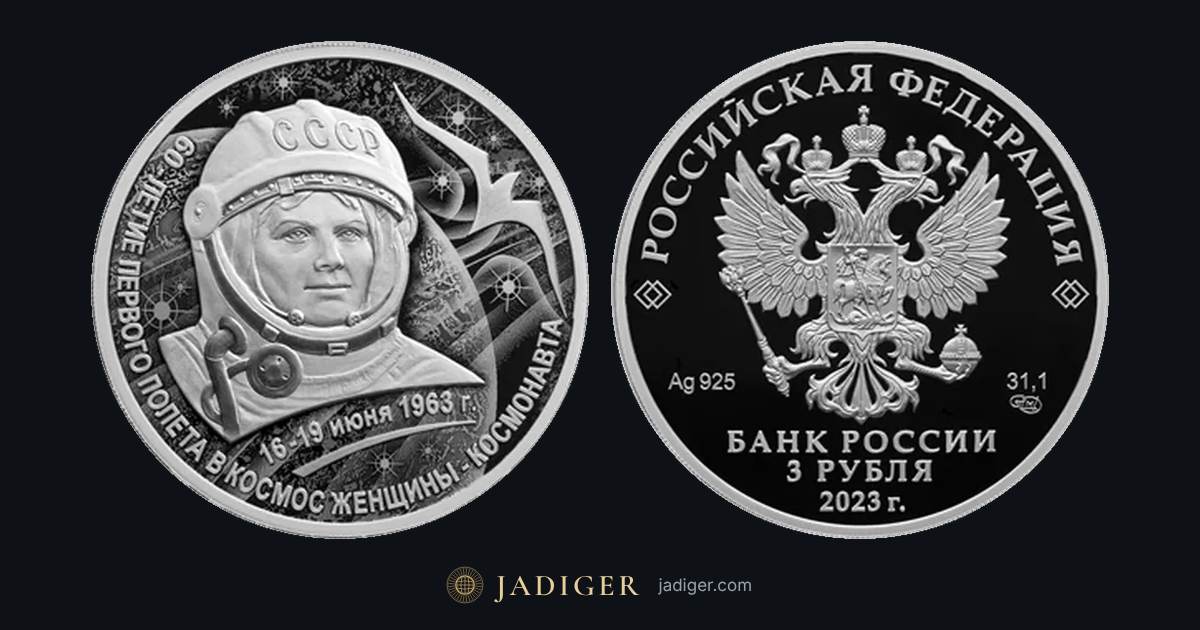 СССР
60-ЛЕТИЕ ПЕРВОГО ПОЛЕТА В КОСМОС ЖЕНЩИНЫ - КОСМОНАВТА
16-19 июня 1963 г.
РОССИЙСКАЯ ФЕДЕРАЦИЯ
Ag 925
31,1
БАНК РОССИИ
3 РУБЛЯ
2023 г.
JADIGER
jadiger.com